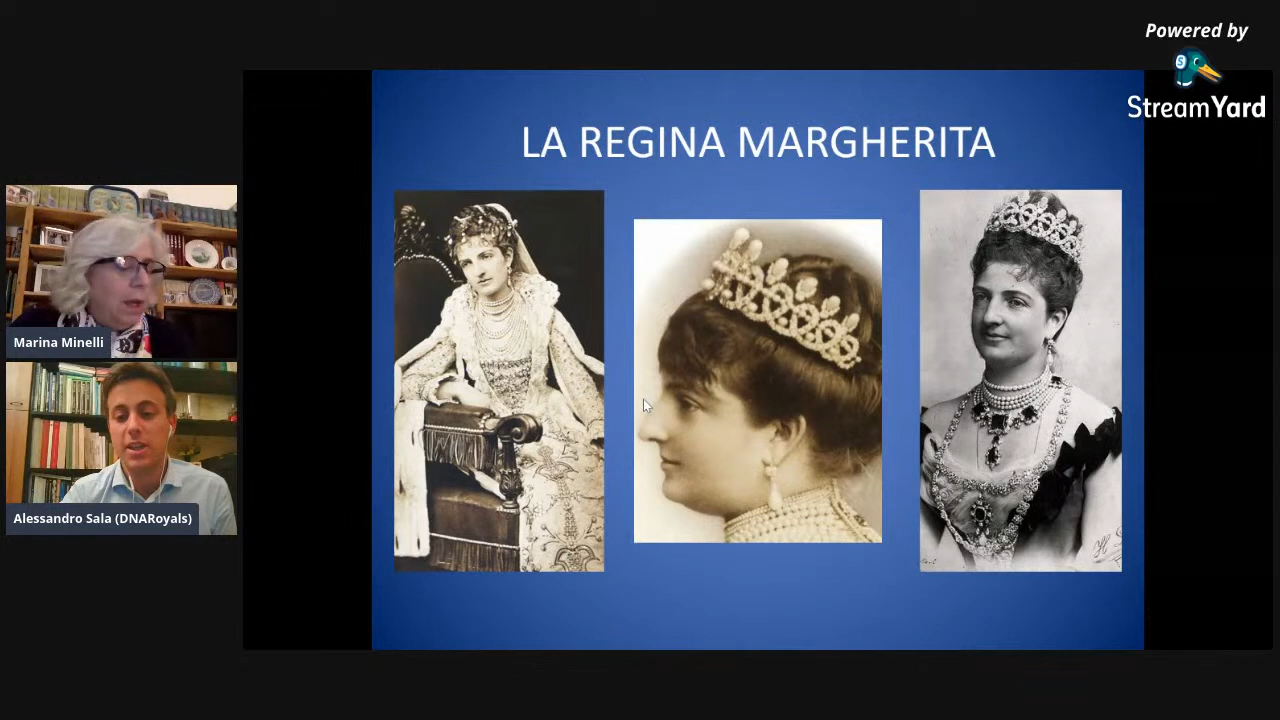 Powered by
StreamYard
LA REGINA MARGHERITA
Marina Minelli
Alessandro Sala (DNARoyals)